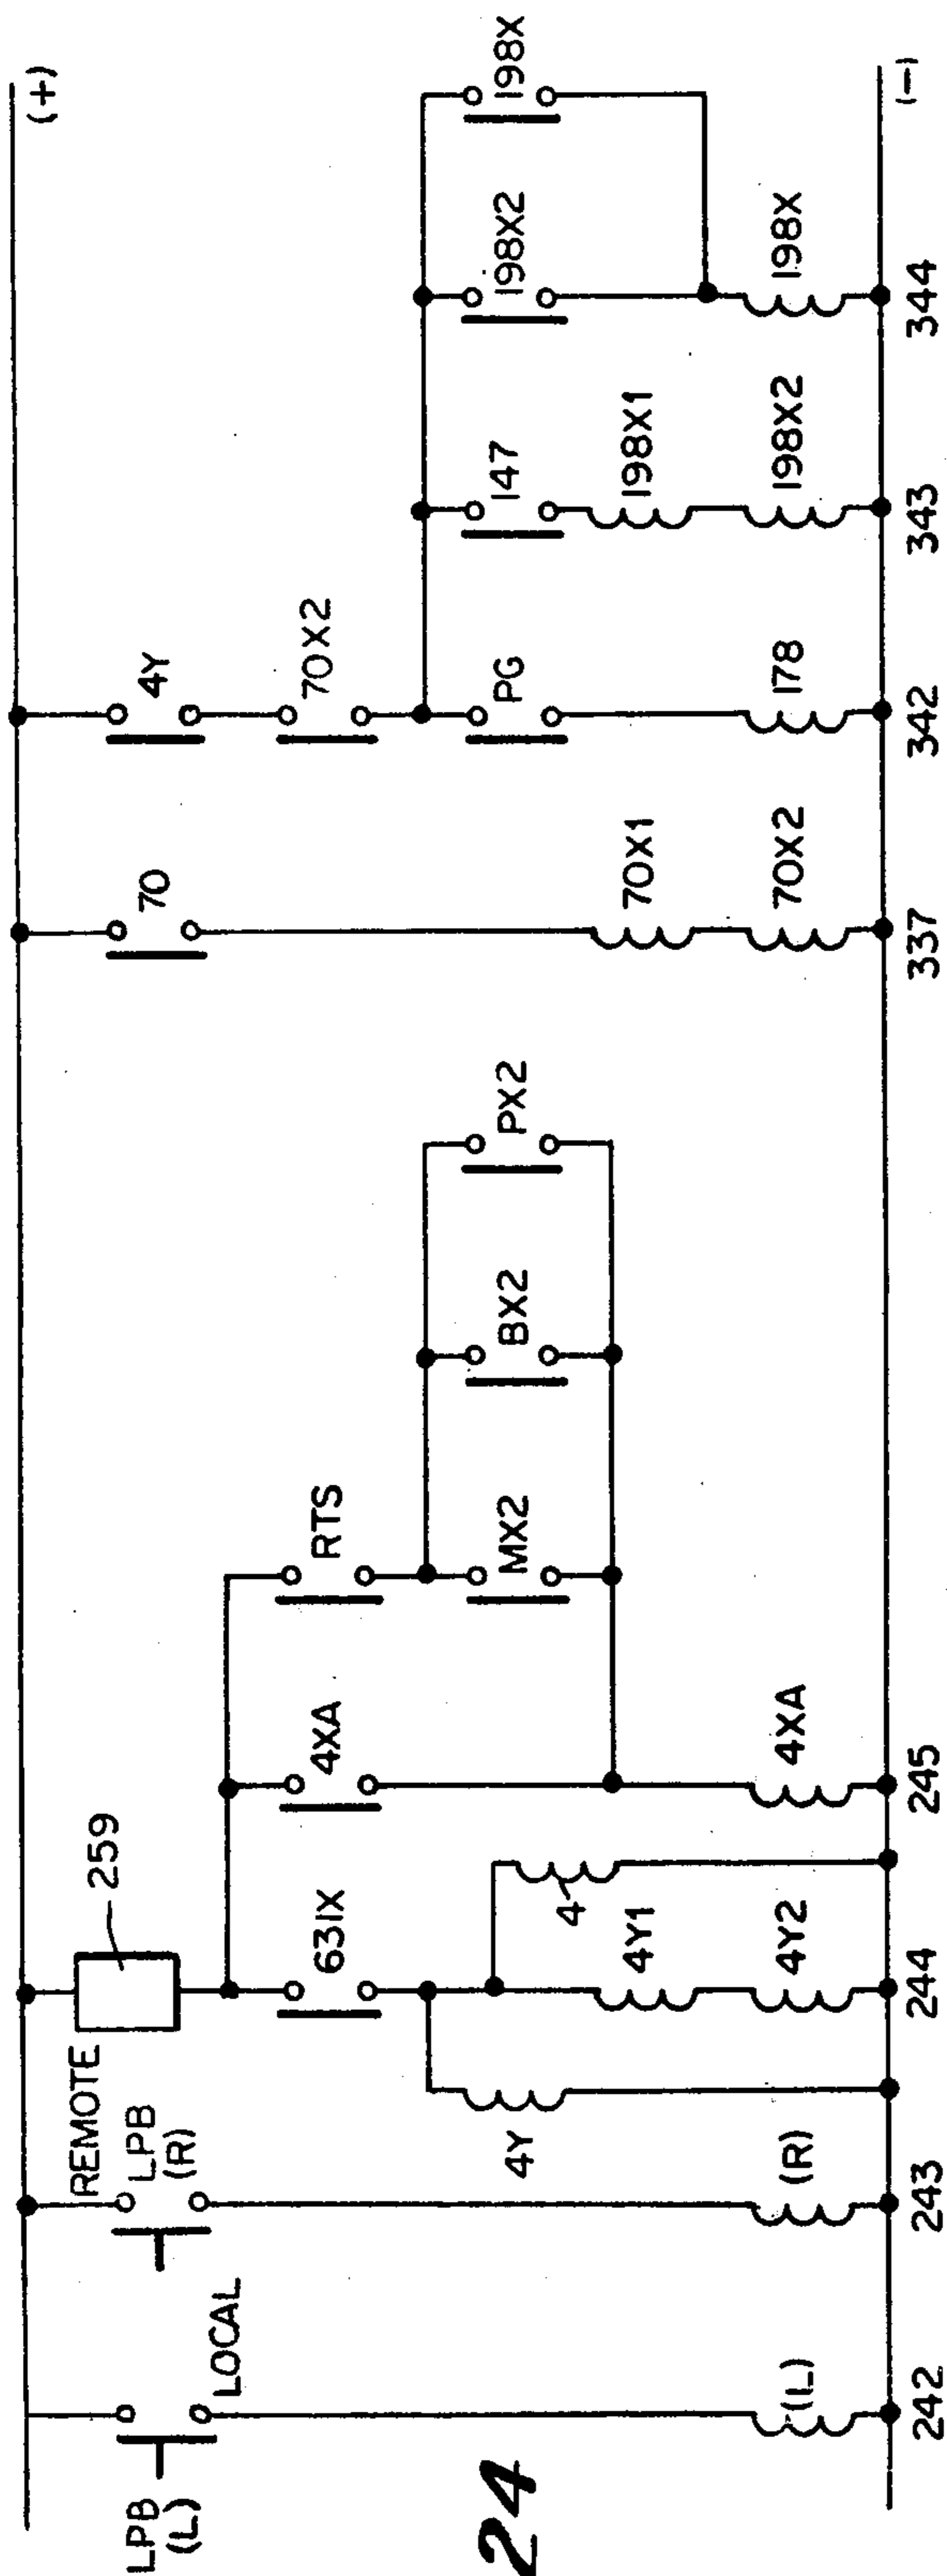 24
LPB
(L)
LOCAL
(L)
242
REMOTE
LPB
(R)
(R)
243
259
631X
4Y
4
4Y1
4Y2
244
4XA
4XA
245
RTS
MX2
BX2
PX2
70
70X1
70X2
337
4Y
70X2
PG
178
342
147
198X1
198X2
343
198X2
198X
198X
344
(+)
(-)